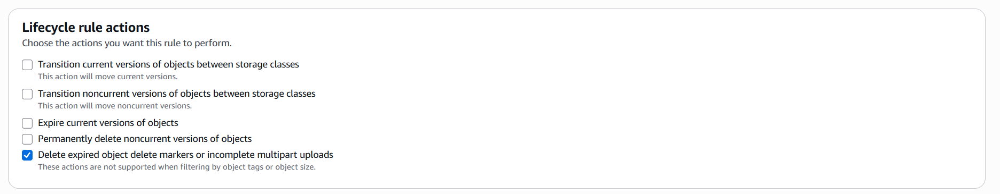 Lifecycle rule actions
Choose the actions you want this rule to perform.
Transition current versions of objects between storage classes
This action will move current versions.
Transition noncurrent versions of objects between storage classes
This action will move noncurrent versions.
Expire current versions of objects
Permanently delete noncurrent versions of objects
Delete expired object delete markers or incomplete multipart uploads
These actions are not supported when filtering by object tags or object size.